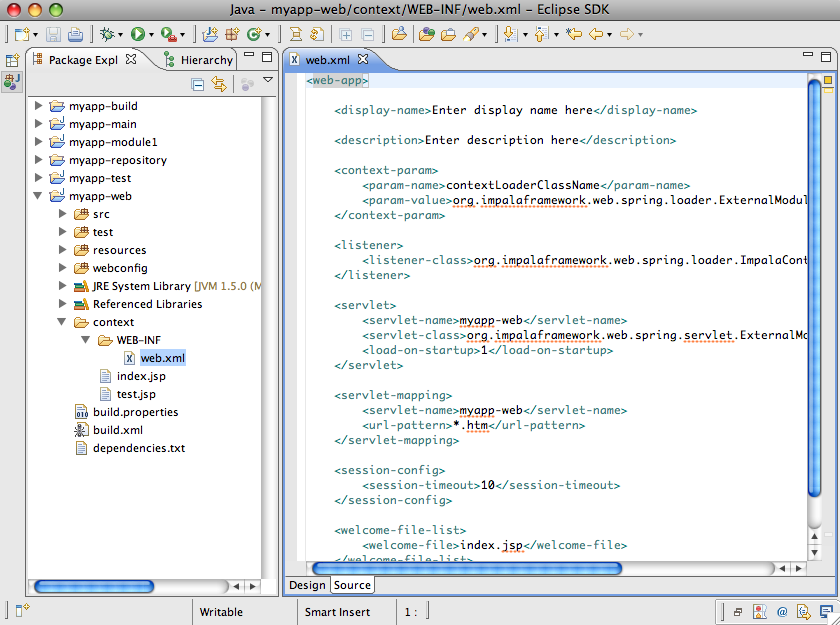 Java - myapp-web/context/WEB-INF/web.xml - Eclipse SDK
Package Expl
Hierarchy
myapp-build
myapp-main
myapp-module1
myapp-repository
myapp-test
myapp-web
src
test
resources
webconfig
JRE System Library [JVM 1.5.0 (M
Referenced Libraries
context
WEB-INF
web.xml
index.jsp
test.jsp
build.properties
build.xml
dependencies.txt
web.xml
<web-app>
<display-name>Enter display name here</display-name>
<description>Enter description here</description>
<context-param>
<param-name>contextLoaderClassName</param-name>
<param-value>org.impalaframework.web.spring.loader.ExternalModul
</context-param>
<listener>
<listener-class>org.impalaframework.web.spring.loader.ImpalaCont
</listener>
<servlet>
<servlet-name>myapp-web</servlet-name>
<servlet-class>org.impalaframework.web.spring.servlet.ExternalMo
<load-on-startup>1</load-on-startup>
</servlet>
<servlet-mapping>
<servlet-name>myapp-web</servlet-name>
<url-pattern>*.htm</url-pattern>
</servlet-mapping>
<session-config>
<session-timeout>10</session-timeout>
</session-config>
<welcome-file-list>
<welcome-file>index.jsp</welcome-file>
</welcome-file-list>
Design Source
Writable
Smart Insert
1 :